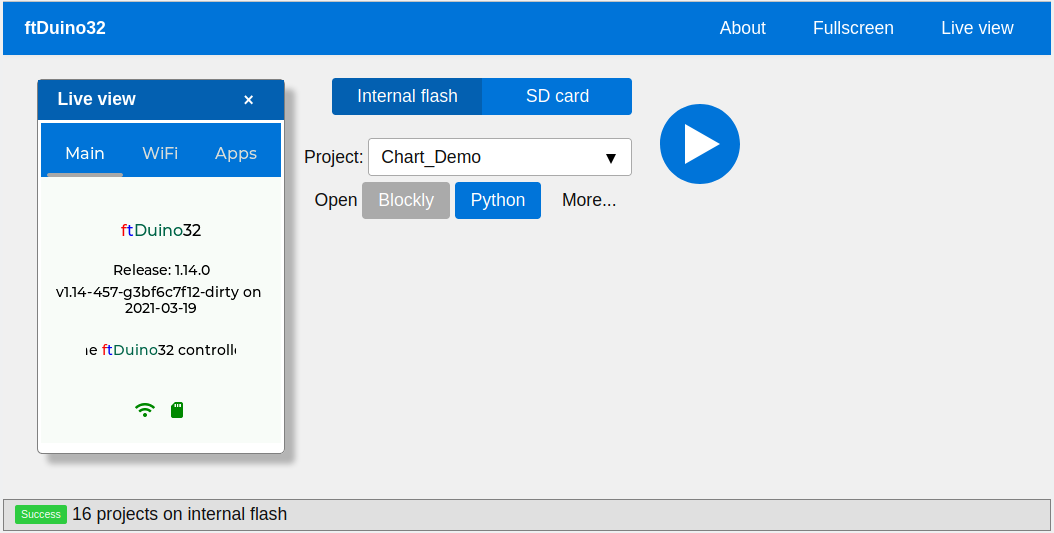 ftDuino32 About Fullscreen Live view
Live view ×
Main WiFi Apps
ftDuino32
Release: 1.14.0
v1.14-457-g3bf6c7f12-dirty on
2021-03-19
ne ftDuino32 controlle
Internal flash SD card
Project: Chart_Demo ▼
Open Blockly Python More...
Success 16 projects on internal flash